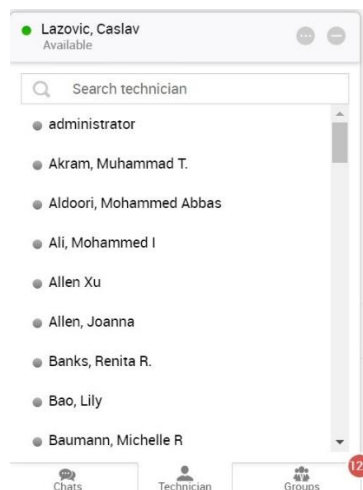 Lazovic, Caslav
Available
Search technician
administrator
Akram, Muhammad T.
Aldoori, Mohammed Abbas
Ali, Mohammed I
Allen Xu
Allen, Joanna
Banks, Renita R.
Bao, Lily
Baumann, Michelle R
12
Chats
Technician
Groups